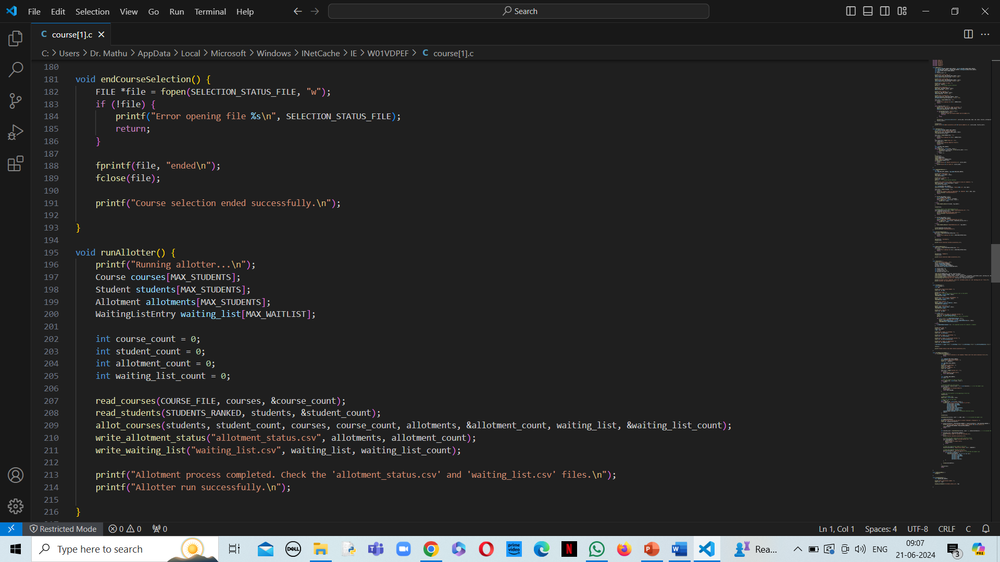 File Edit Selection View Go Run Terminal Help Search
C course[1].c
C: > Users > Dr. Mathu > AppData > Local > Microsoft > Windows > INetCache > IE > W01VDPEF > C course[1].c
180
181 void endCourseSelection() {
182 FILE *file = fopen(SELECTION_STATUS_FILE, "w");
183 if (!file) {
184 printf("Error opening file %s\n", SELECTION_STATUS_FILE);
185 return;
186 }
187
188 fprintf(file, "ended\n");
189 fclose(file);
190
191 printf("Course selection ended successfully.\n");
192
193 }
194
195 void runAllotter() {
196 printf("Running allotter...\n");
197 Course courses[MAX_STUDENTS];
198 Student students[MAX_STUDENTS];
199 Allotment allotments[MAX_STUDENTS];
200 WaitingListEntry waiting_list[MAX_WAITLIST];
201
202 int course_count = 0;
203 int student_count = 0;
204 int allotment_count = 0;
205 int waiting_list_count = 0;
206
207 read_courses(COURSE_FILE, courses, &course_count);
208 read_students(STUDENTS_RANKED, students, &student_count);
209 allot_courses(students, student_count, courses, course_count, allotments, &allotment_count, waiting_list, &waiting_list_count);
210 write_allotment_status("allotment_status.csv", allotments, allotment_count);
211 write_waiting_list("waiting_list.csv", waiting_list, waiting_list_count);
212
213 printf("Allotment process completed. Check the 'allotment_status.csv' and 'waiting_list.csv' files.\n");
214 printf("Allotter run successfully.\n");
215
216 }
Restricted Mode 0 0 0 Ln 1, Col 1 Spaces: 4 UTF-8 CRLF C
Type here to search DELL prime video N P W Rea... ENG 09:07
21-06-2024 3 PRE